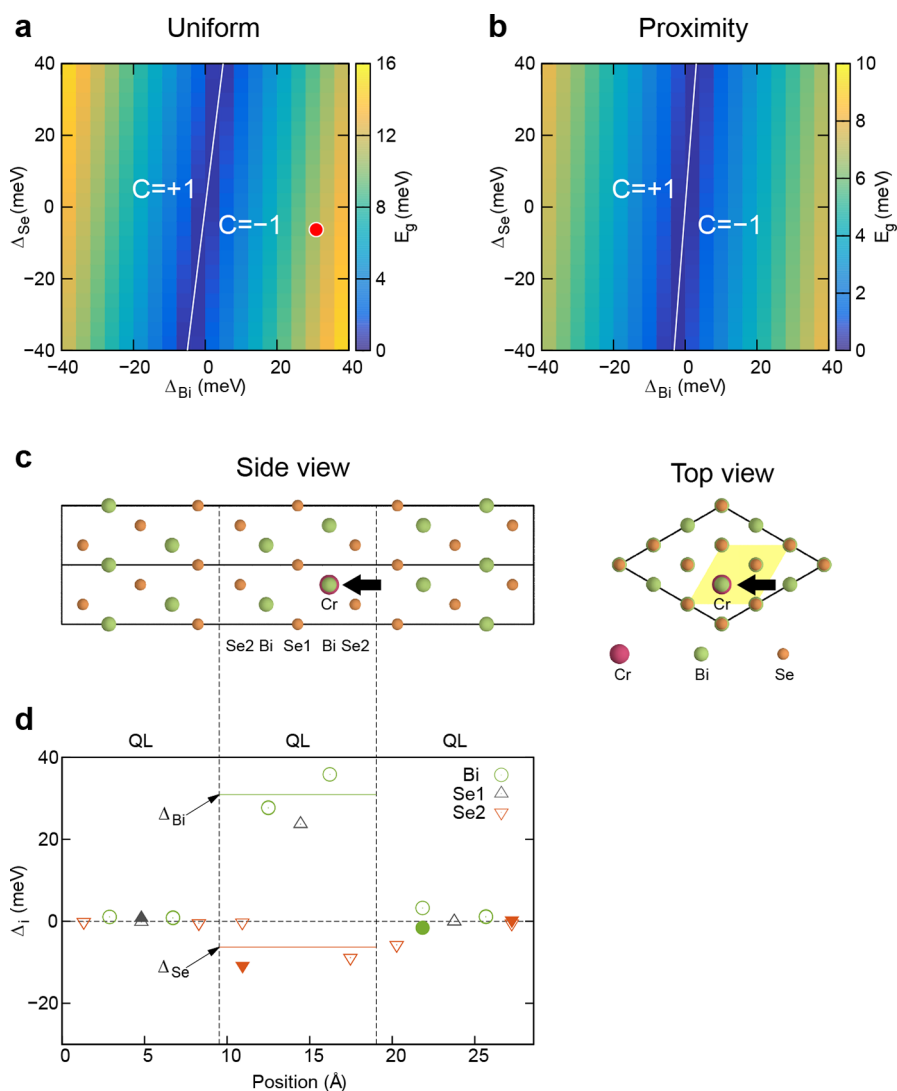 a
Uniform
40
20
0
−20
−40
ΔSe (meV)
C=+1
C=−1
−40
−20
0
20
40
ΔBi (meV)
16
12
8
4
0
Eg (meV)
b
Proximity
40
20
0
−20
−40
ΔSe (meV)
C=+1
C=−1
−40
−20
0
20
40
ΔBi (meV)
10
8
6
4
2
0
Eg (meV)
c
Side view
Cr
Se2 Bi Se1 Bi Se2
Top view
Cr
Cr
Bi
Se
d
QL
QL
QL
40
20
0
−20
Δi (meV)
ΔBi
ΔSe
Bi
Se1
Se2
0
5
10
15
20
25
Position (Å)